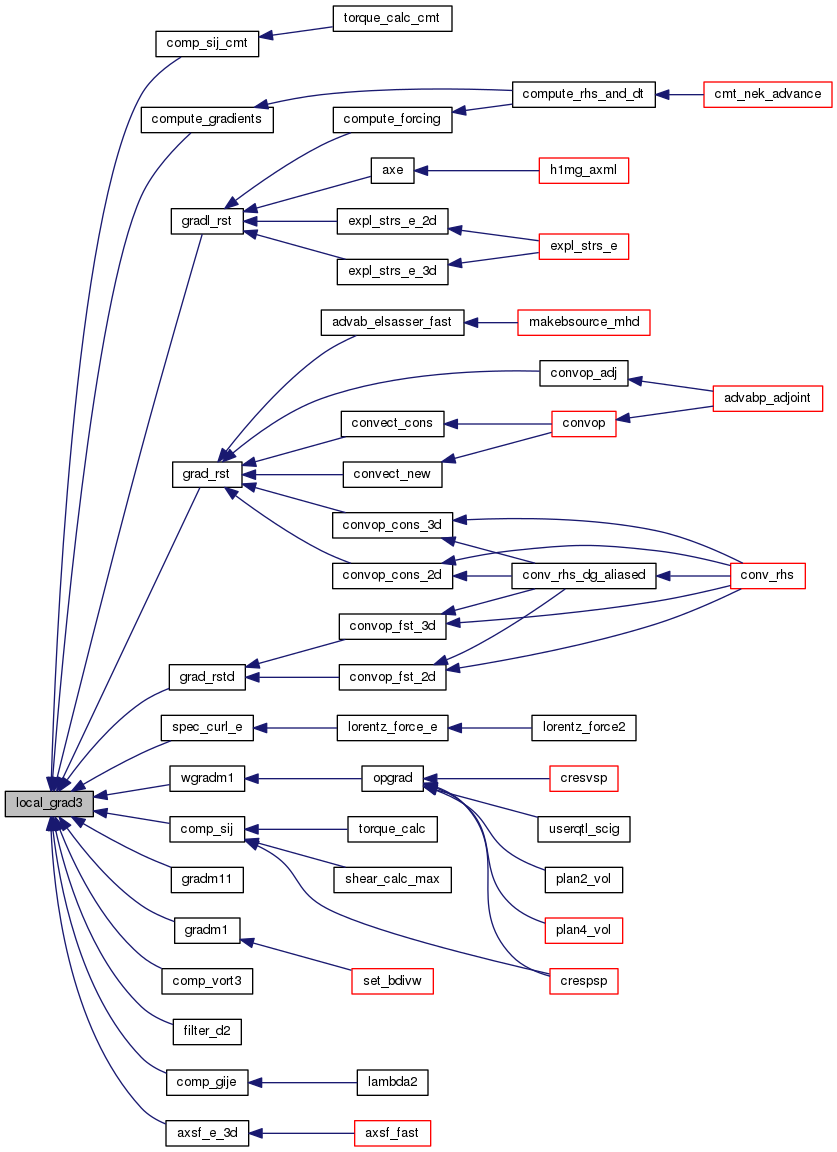 torque_calc_cmt
comp_sij_cmt
compute_rhs_and_dt
cmt_nek_advance
compute_gradients
compute_forcing
axe
h1mg_axml
gradl_rst
expl_strs_e_2d
expl_strs_e
expl_strs_e_3d
advab_elsasser_fast
makebsource_mhd
convop_adj
advabp_adjoint
convect_cons
convop
grad_rst
convect_new
convop_cons_3d
convop_cons_2d
conv_rhs_dg_aliased
conv_rhs
convop_fst_3d
grad_rstd
convop_fst_2d
spec_curl_e
lorentz_force_e
lorentz_force2
wgradm1
opgrad
cresvsp
local_grad3
comp_sij
torque_calc
userqtl_scig
gradm11
shear_calc_max
plan2_vol
gradm1
plan4_vol
comp_vort3
set_bdivw
crespsp
filter_d2
comp_gije
lambda2
axsf_e_3d
axsf_fast